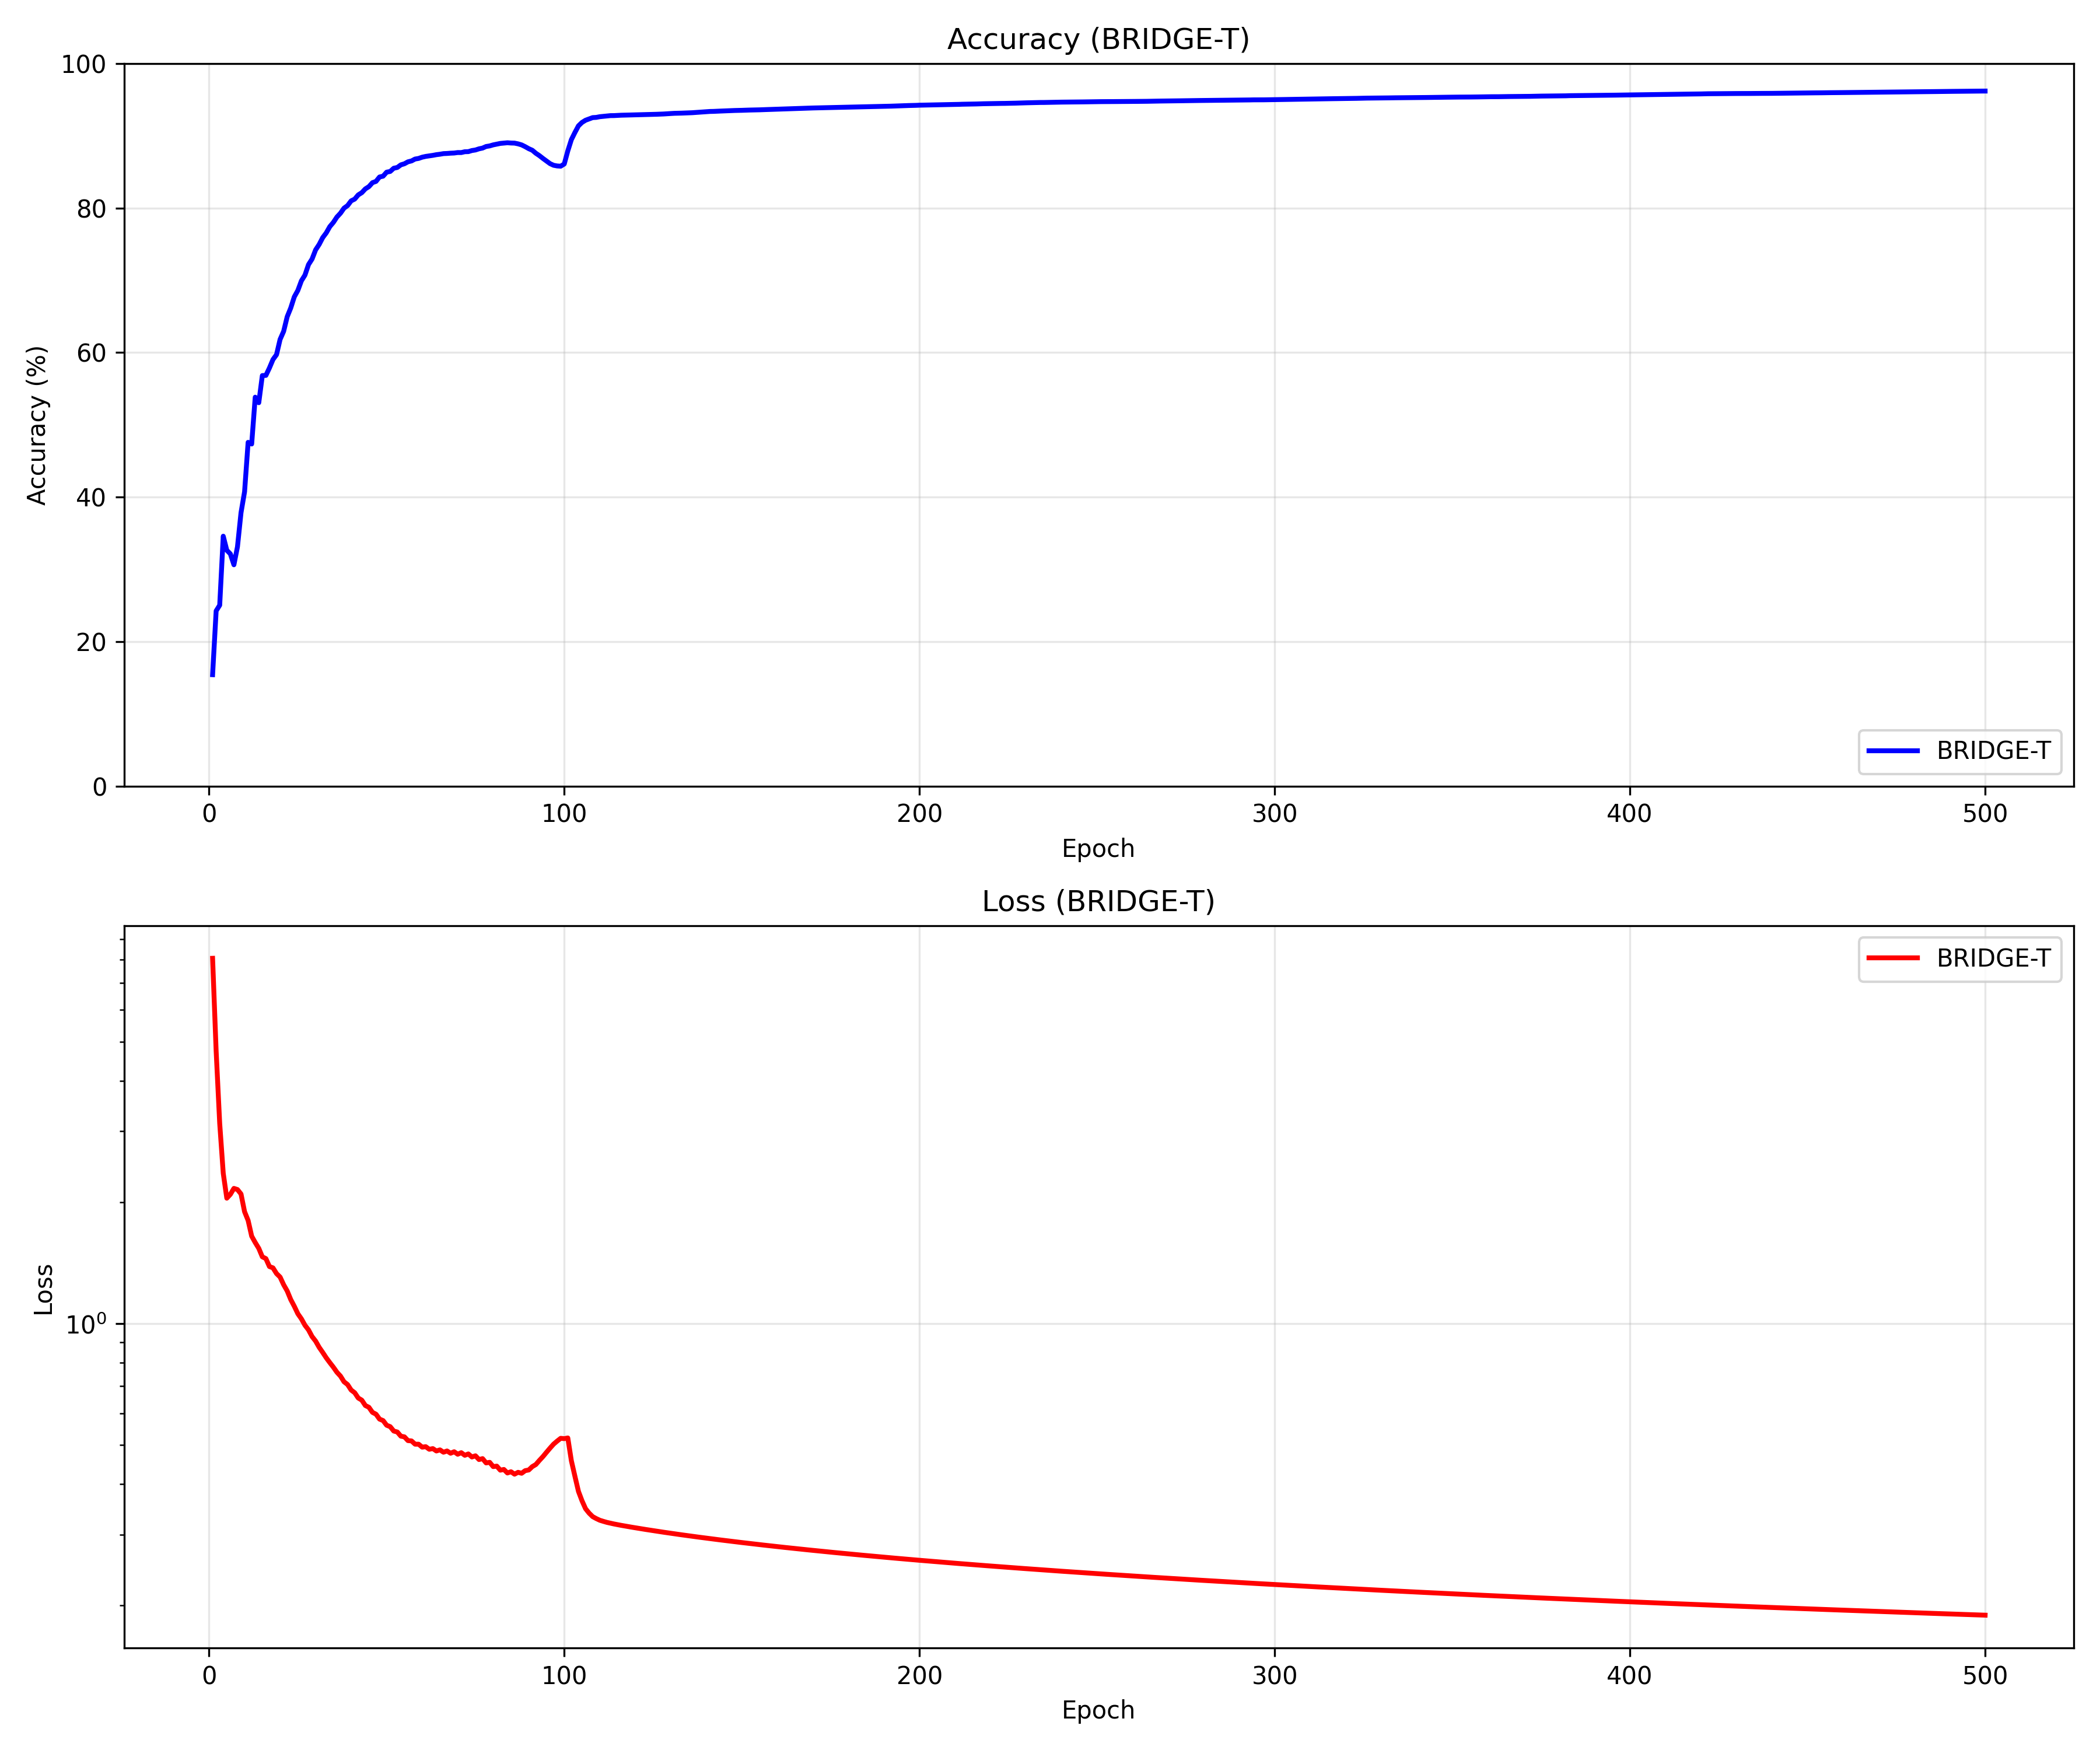 Accuracy (BRIDGE-T)
100
80
60
40
20
0
Accuracy (%)
BRIDGE-T
0 100 200 300 400 500
Epoch
Loss (BRIDGE-T)
BRIDGE-T
Loss
10⁰
0 100 200 300 400 500
Epoch